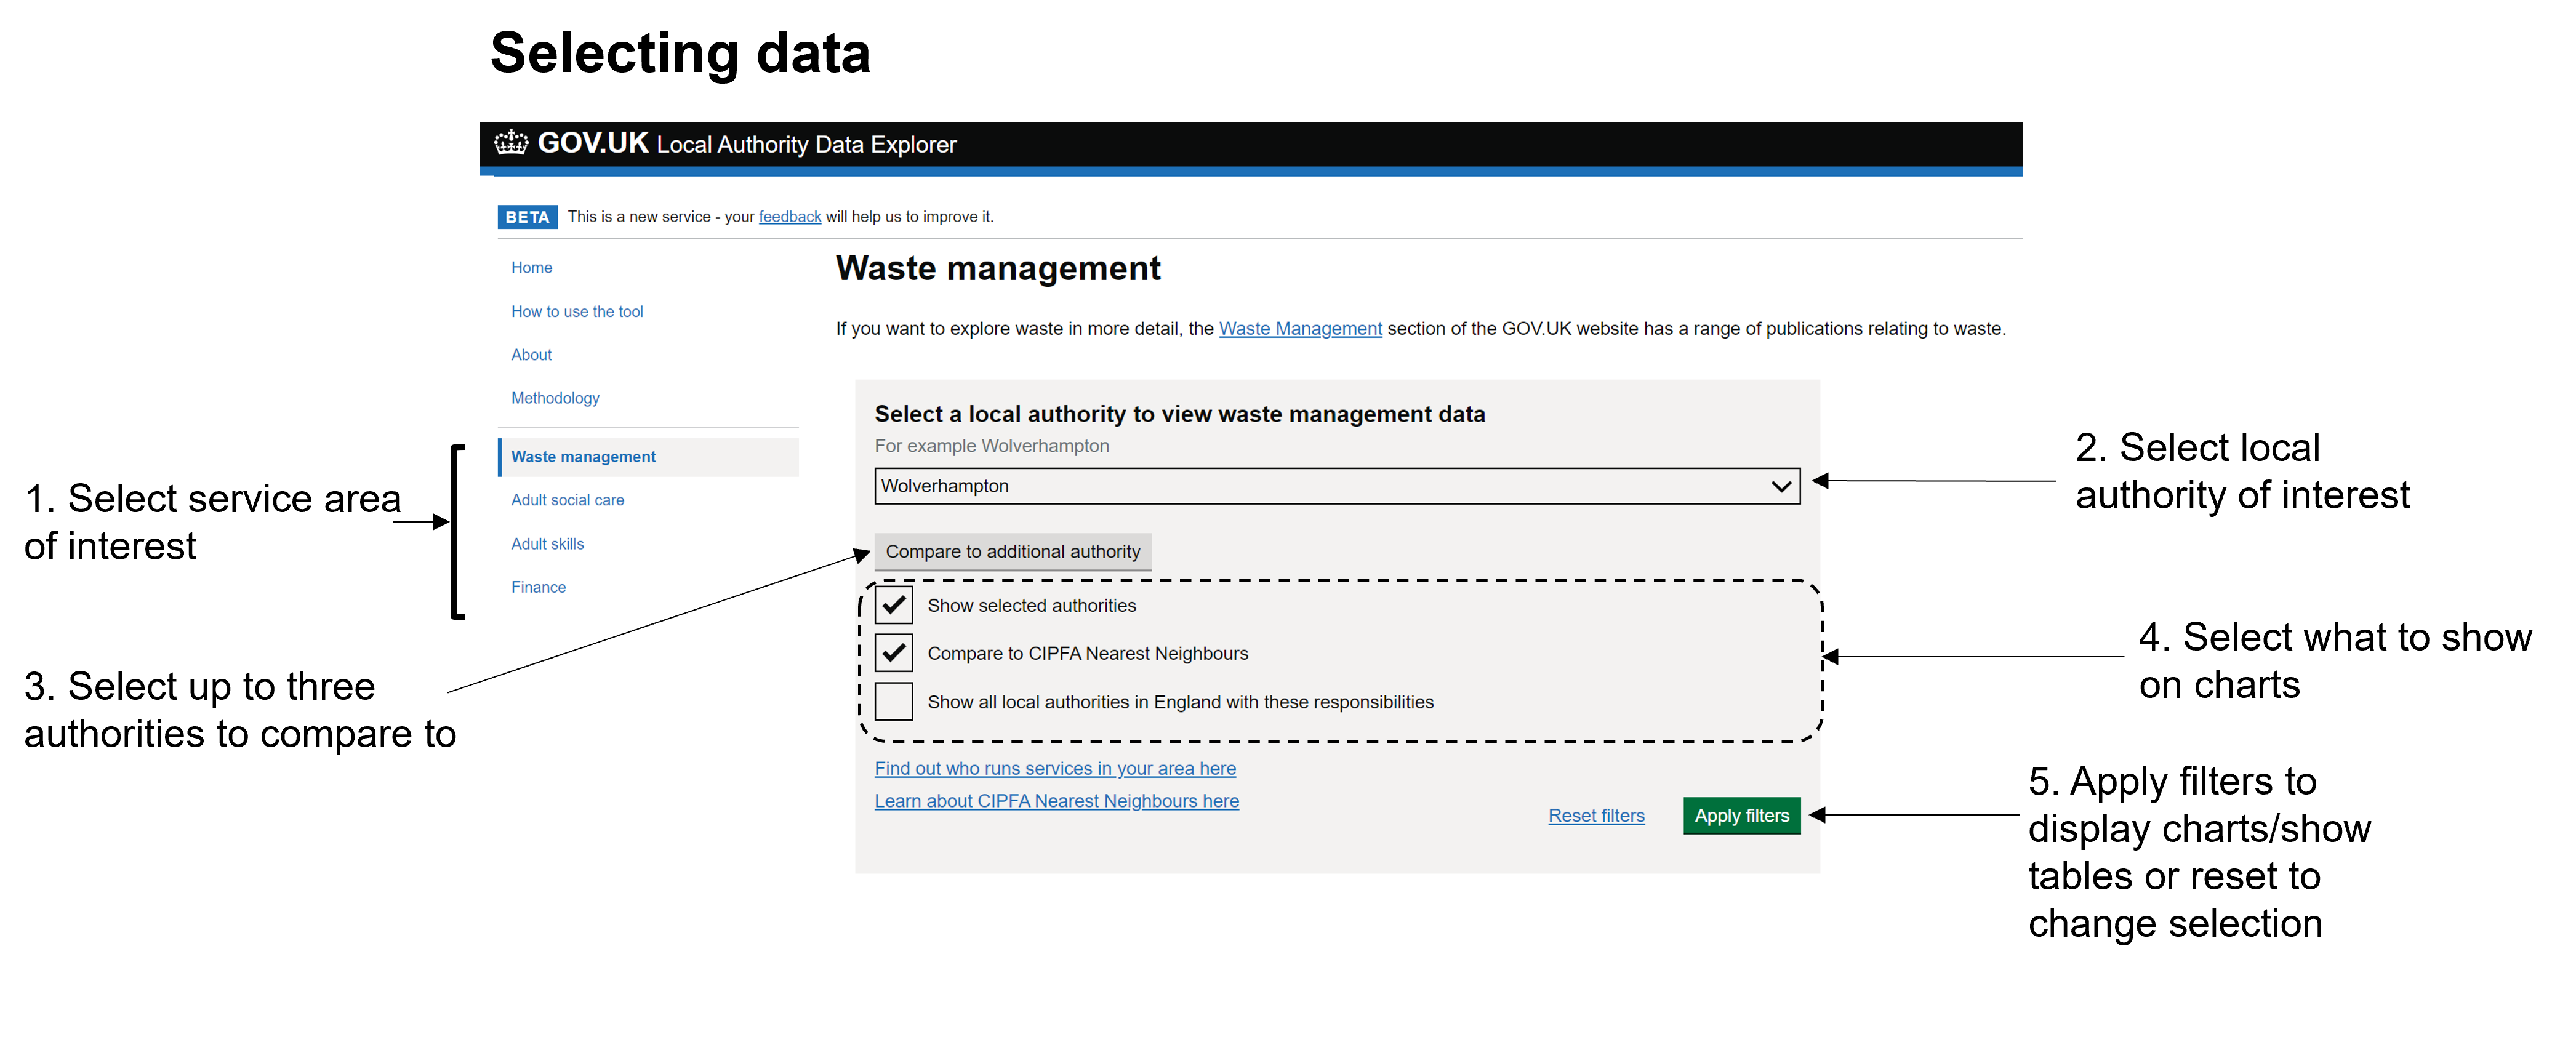 Selecting data
GOV.UK Local Authority Data Explorer
BETA This is a new service - your feedback will help us to improve it.
Home
How to use the tool
About
Methodology
Waste management
Adult social care
Adult skills
Finance
Waste management
If you want to explore waste in more detail, the Waste Management section of the GOV.UK website has a range of publications relating to waste.
Select a local authority to view waste management data
For example Wolverhampton
Wolverhampton
Compare to additional authority
Show selected authorities
Compare to CIPFA Nearest Neighbours
Show all local authorities in England with these responsibilities
Find out who runs services in your area here
Learn about CIPFA Nearest Neighbours here
Reset filters
Apply filters
1. Select service area
of interest
2. Select local
authority of interest
3. Select up to three
authorities to compare to
4. Select what to show
on charts
5. Apply filters to
display charts/show
tables or reset to
change selection